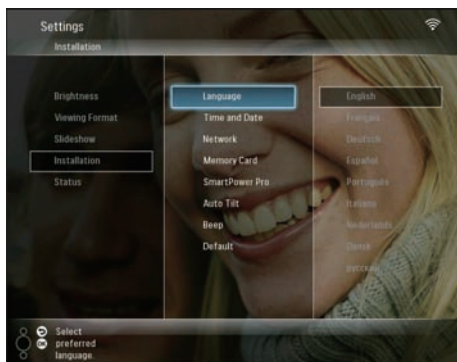 Settings
Installation
Brightness
Viewing Format
Slideshow
Installation
Status
Language
Time and Date
Network
Memory Card
SmartPower Pro
Auto Tilt
Beep
Default
English
Français
Deutsch
Español
Português
Italiano
Nederlands
Dansk
русский
OK
Select
preferred
language.